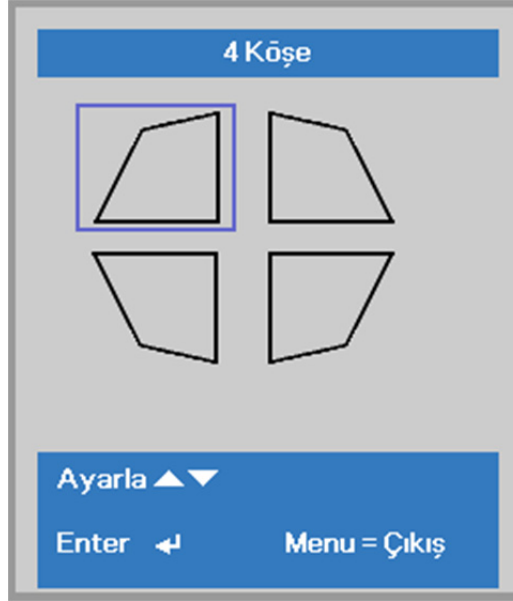 4 Köşe
Ayarla ▲▼
Enter ↵ Menu = Çıkış